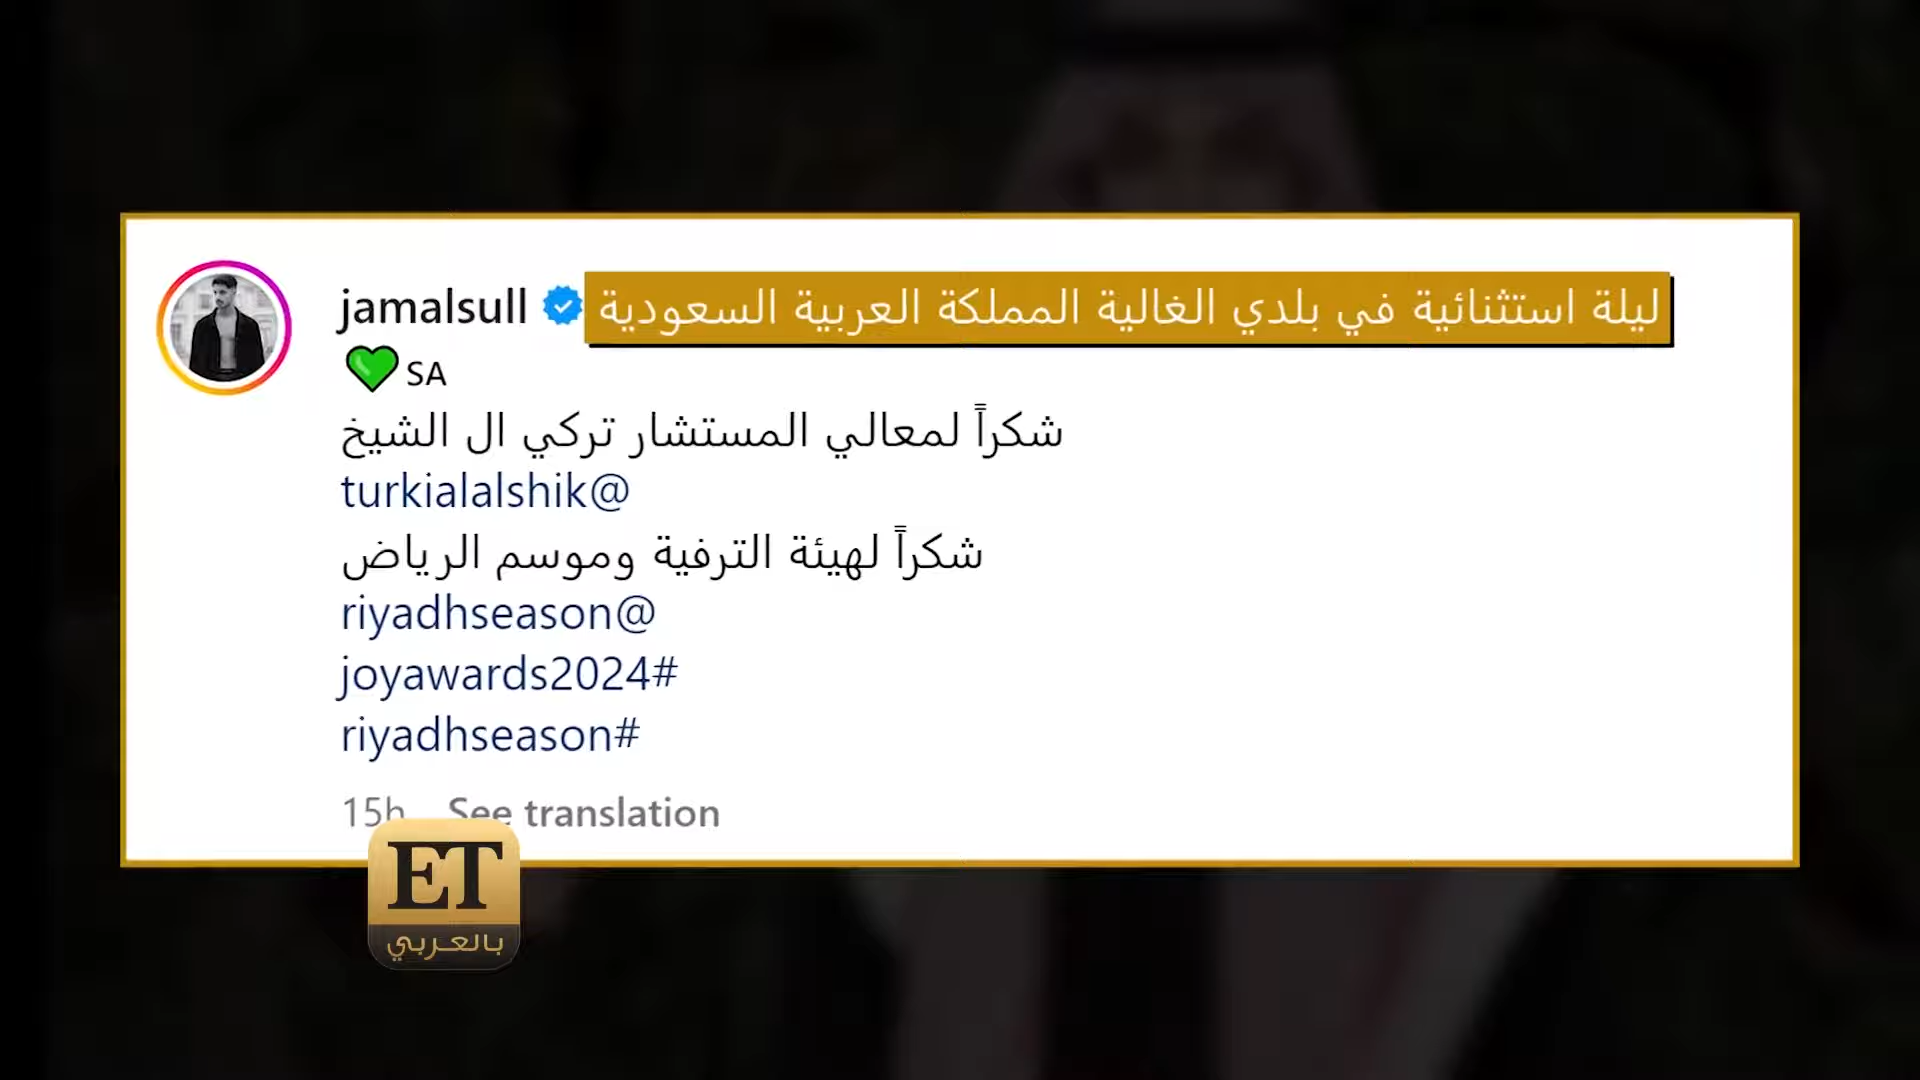 jamalsull ليلة استثنائية في بلدي الغالية المملكة العربية السعودية
💚 SA
شكراً لمعالي المستشار تركي ال الشيخ
turkialalshik@
شكراً لهيئة الترفية وموسم الرياض
riyadhseason@
joyawards2024#
riyadhseason#
15h See translation
ET
بالعربي